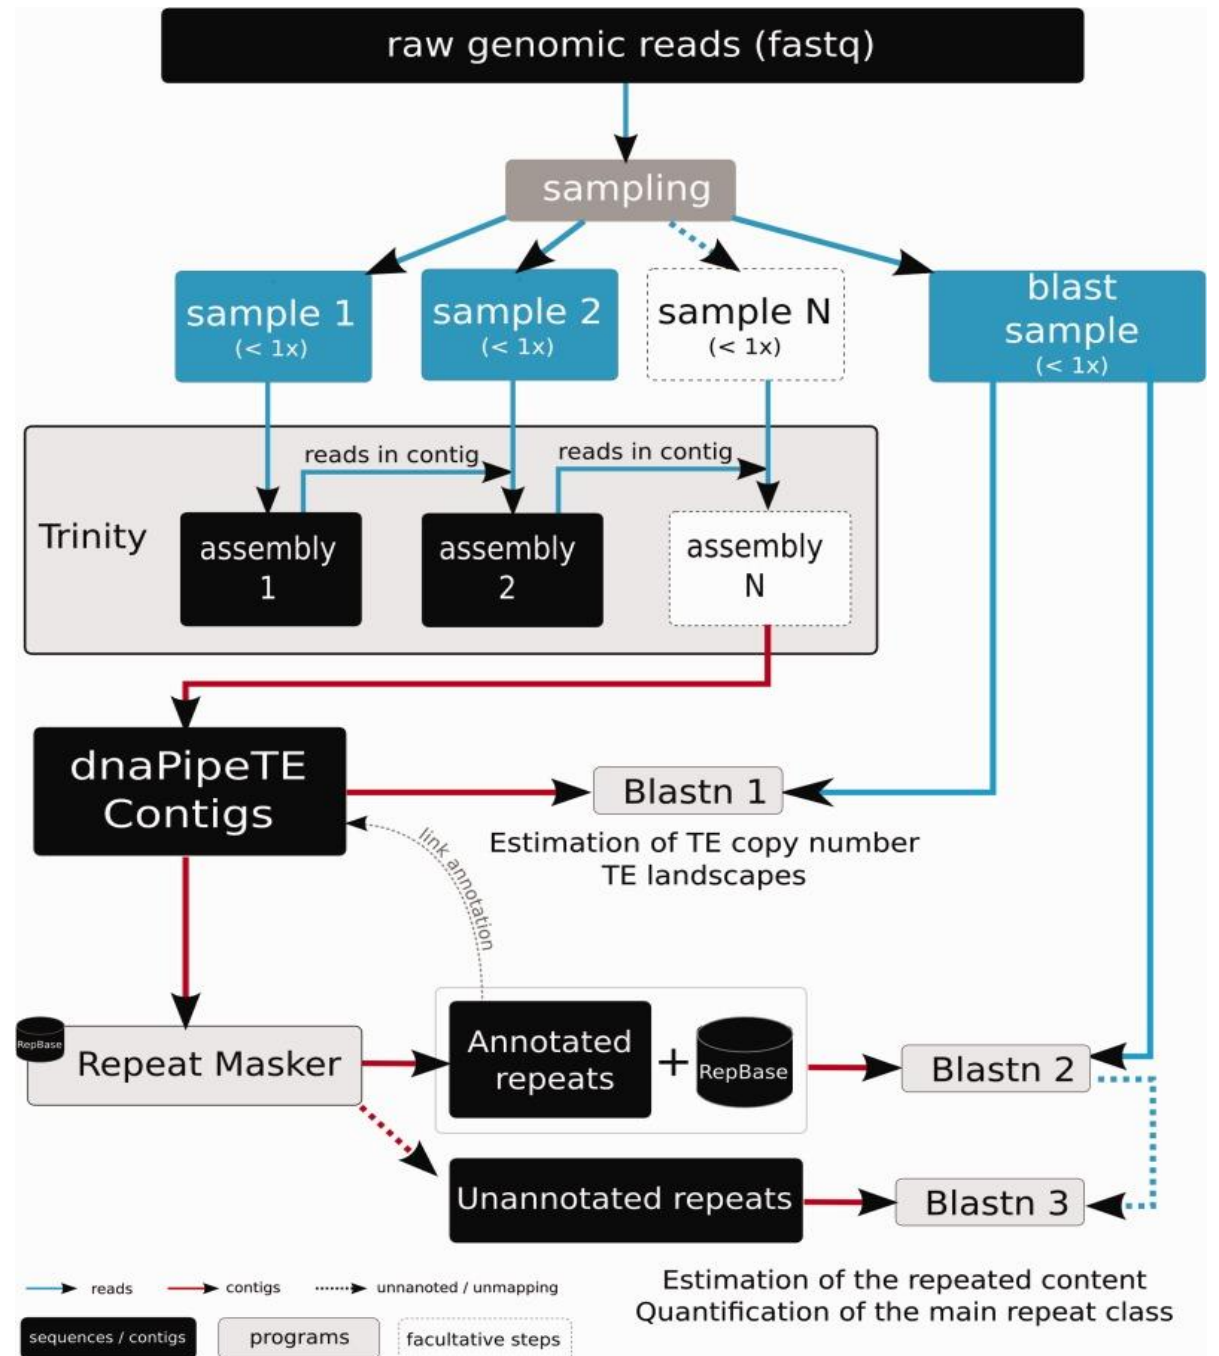 raw genomic reads (fastq)
sampling
sample 1
(< 1x)
sample 2
(< 1x)
sample N
(< 1x)
blast
sample
(< 1x)
reads in contig
reads in contig
Trinity
assembly
1
assembly
2
assembly
N
dnaPipeTE
Contigs
Blastn 1
Estimation of TE copy number
TE landscapes
link annotation
RepBase
Repeat Masker
Annotated
repeats
+
RepBase
Blastn 2
Unannotated repeats
Blastn 3
Estimation of the repeated content
Quantification of the main repeat class
reads
contigs
unnanoted / unmapping
sequences / contigs
programs
facultative steps